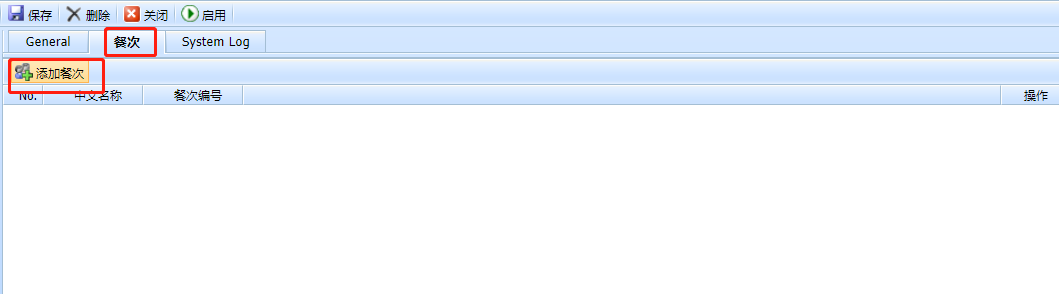 保存 删除 关闭 启用
General 餐次 System Log
添加餐次
No. 中文名称 餐次编号 操作